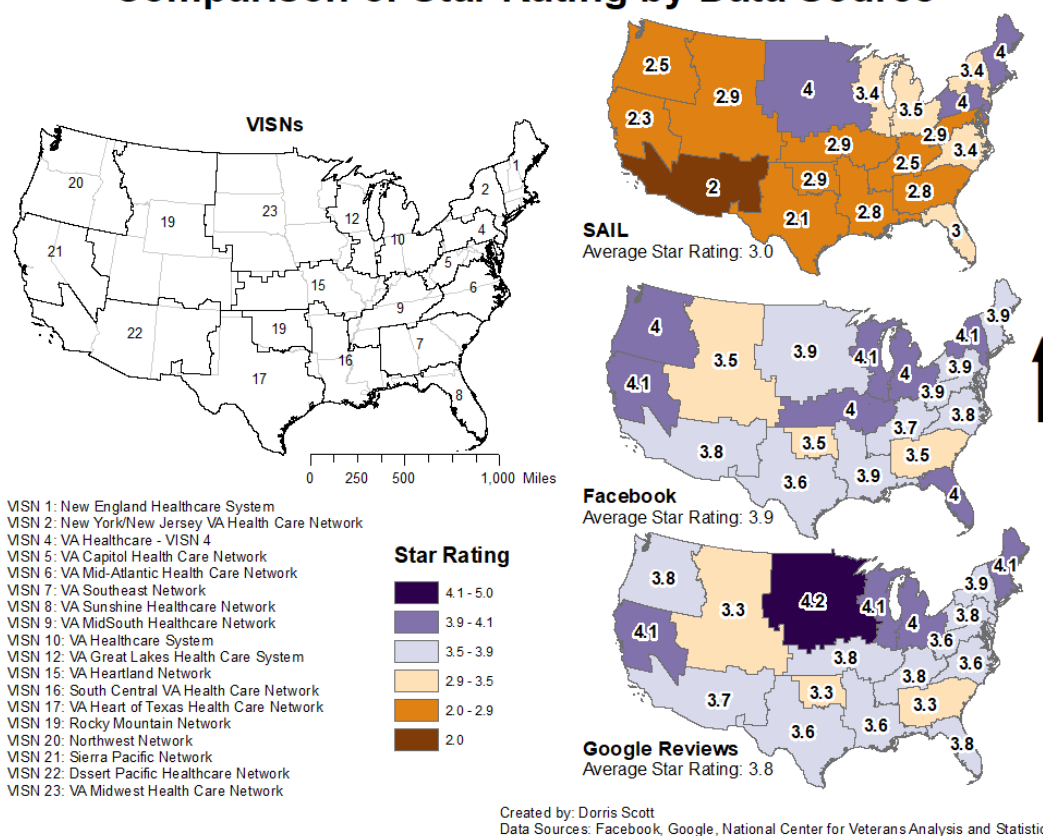 Comparison of Star Rating by Data Source
VISNs
1
2
4
5
6
7
8
9
10
12
15
16
17
19
19
20
21
22
23
0 250 500 1,000 Miles
VISN 1: New England Healthcare System
VISN 2: New York/New Jersey VA Health Care Network
VISN 4: VA Healthcare - VISN 4
VISN 5: VA Capitol Health Care Network
VISN 6: VA Mid-Atlantic Health Care Network
VISN 7: VA Southeast Network
VISN 8: VA Sunshine Healthcare Network
VISN 9: VA MidSouth Healthcare Network
VISN 10: VA Healthcare System
VISN 12: VA Great Lakes Health Care System
VISN 15: VA Heartland Network
VISN 16: South Central VA Health Care Network
VISN 17: VA Heart of Texas Health Care Network
VISN 19: Rocky Mountain Network
VISN 20: Northwest Network
VISN 21: Sierra Pacific Network
VISN 22: Dssert Pacific Healthcare Network
VISN 23: VA Midwest Health Care Network
Star Rating
4.1 - 5.0
3.9 - 4.1
3.5 - 3.9
2.9 - 3.5
2.0 - 2.9
2.0
2.5
2.9
4
3.4
3.5
3.4
4
4
2.3
2.9
2.9
3.4
2.5
2
2.9
2.8
2.1
2.8
3
SAIL
Average Star Rating: 3.0
4
3.5
3.9
4.1
4
4.1
3.9
3.9
4.1
4
3.9
3.8
3.7
3.8
3.5
3.5
3.6
3.9
4
Facebook
Average Star Rating: 3.9
3.8
3.3
4.2
4.1
4
3.9
4.1
3.8
4.1
3.8
3.6
3.6
3.8
3.7
3.3
3.3
3.6
3.6
3.8
Google Reviews
Average Star Rating: 3.8
Created by: Dorris Scott
Data Sources: Facebook, Google, National Center for Veterans Analysis and Statistic